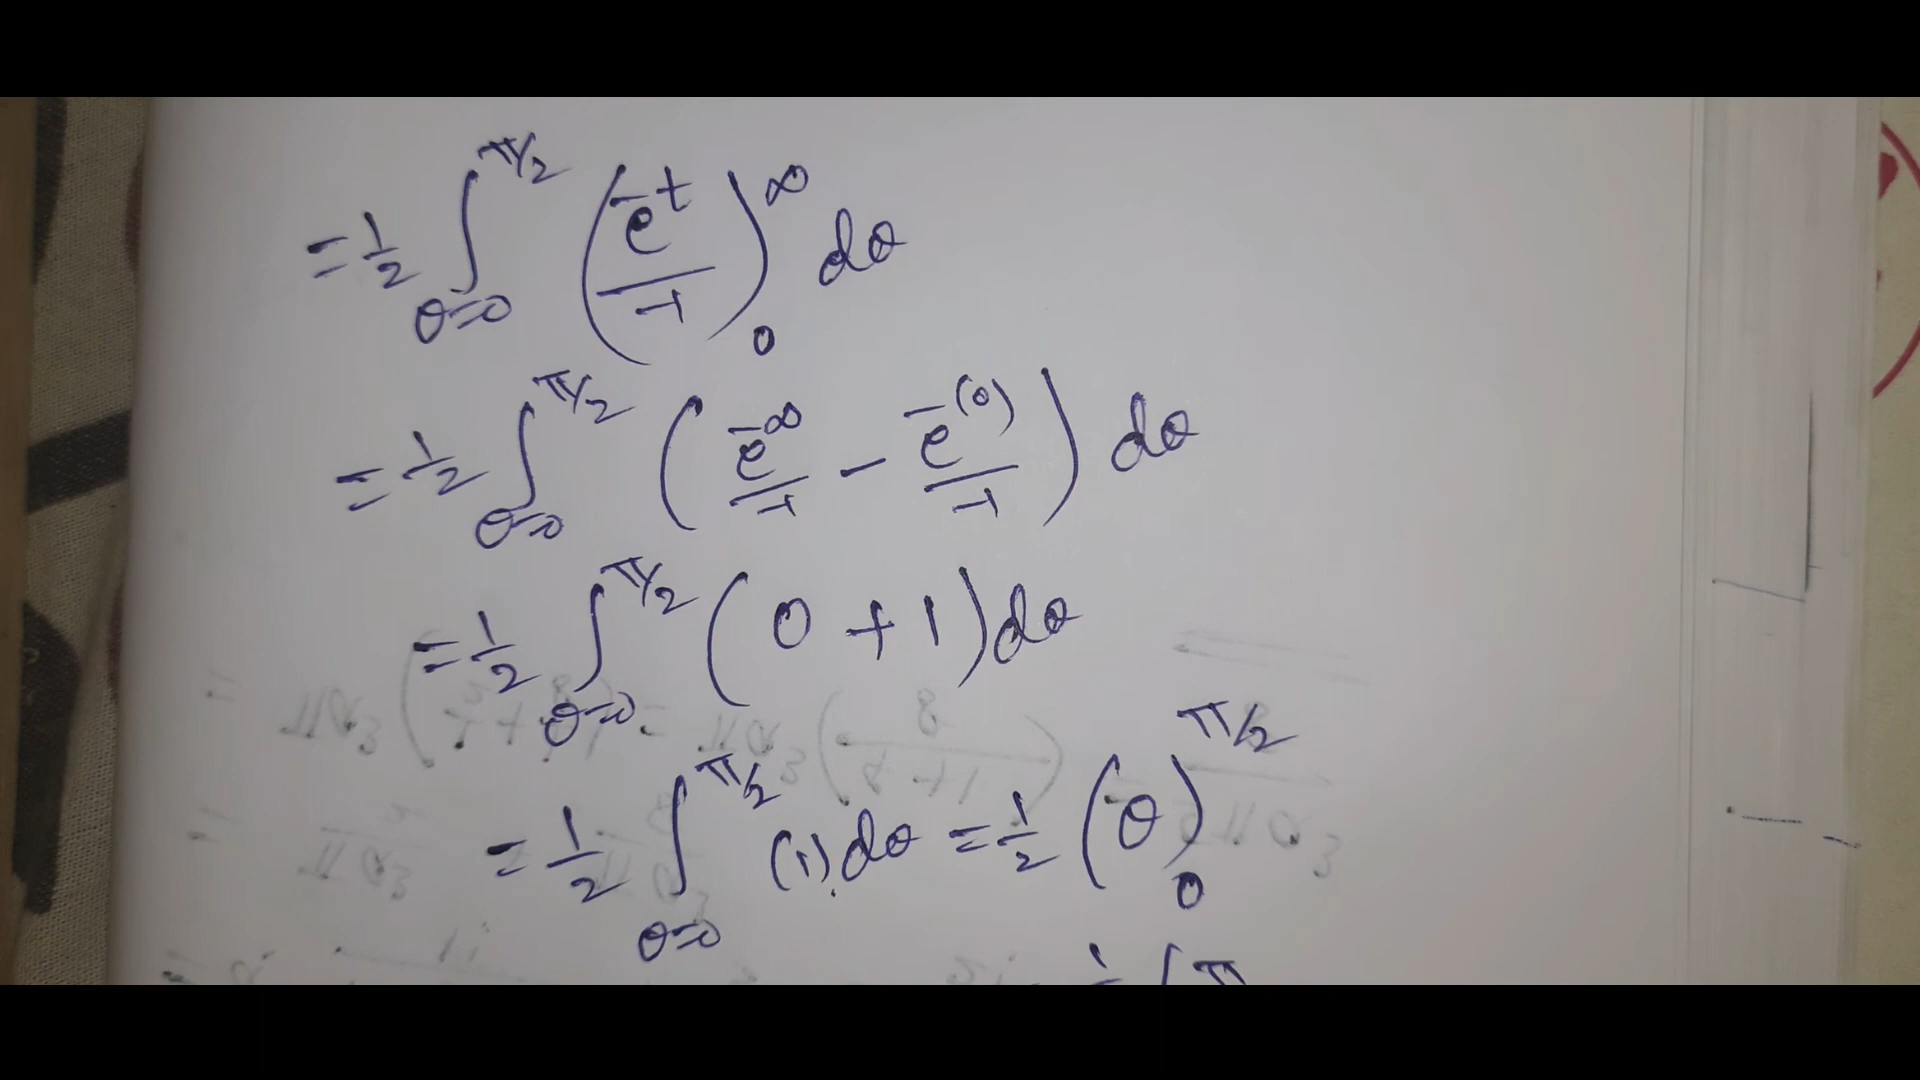 = 1/2 ∫_{θ=0}^{π/2} (e^{-t}/-1)_0^∞ dθ
= 1/2 ∫_{θ=0}^{π/2} (e^{-∞}/-1 - e^{-(0)}/-1) dθ
= 1/2 ∫_{θ=0}^{π/2} (0 + 1) dθ
= 1/2 ∫_{θ=0}^{π/2} (1) dθ = 1/2 (θ)_0^{π/2}